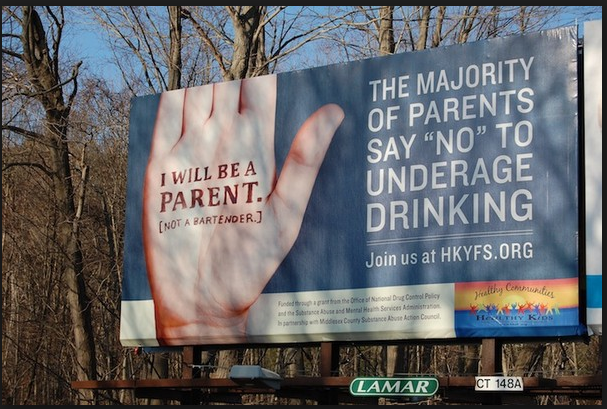 I WILL BE A
PARENT.
[NOT A BARTENDER.]
THE MAJORITY
OF PARENTS
SAY “NO” TO
UNDERAGE
DRINKING
Join us at HKYFS.ORG
Funded through a grant from the Office of National Drug Control Policy
and the Substance Abuse and Mental Health Services Administration.
In partnership with Middlesex County Substance Abuse Action Council.
Healthy Communities
HEALTHY KIDS
LAMAR
CT 148A